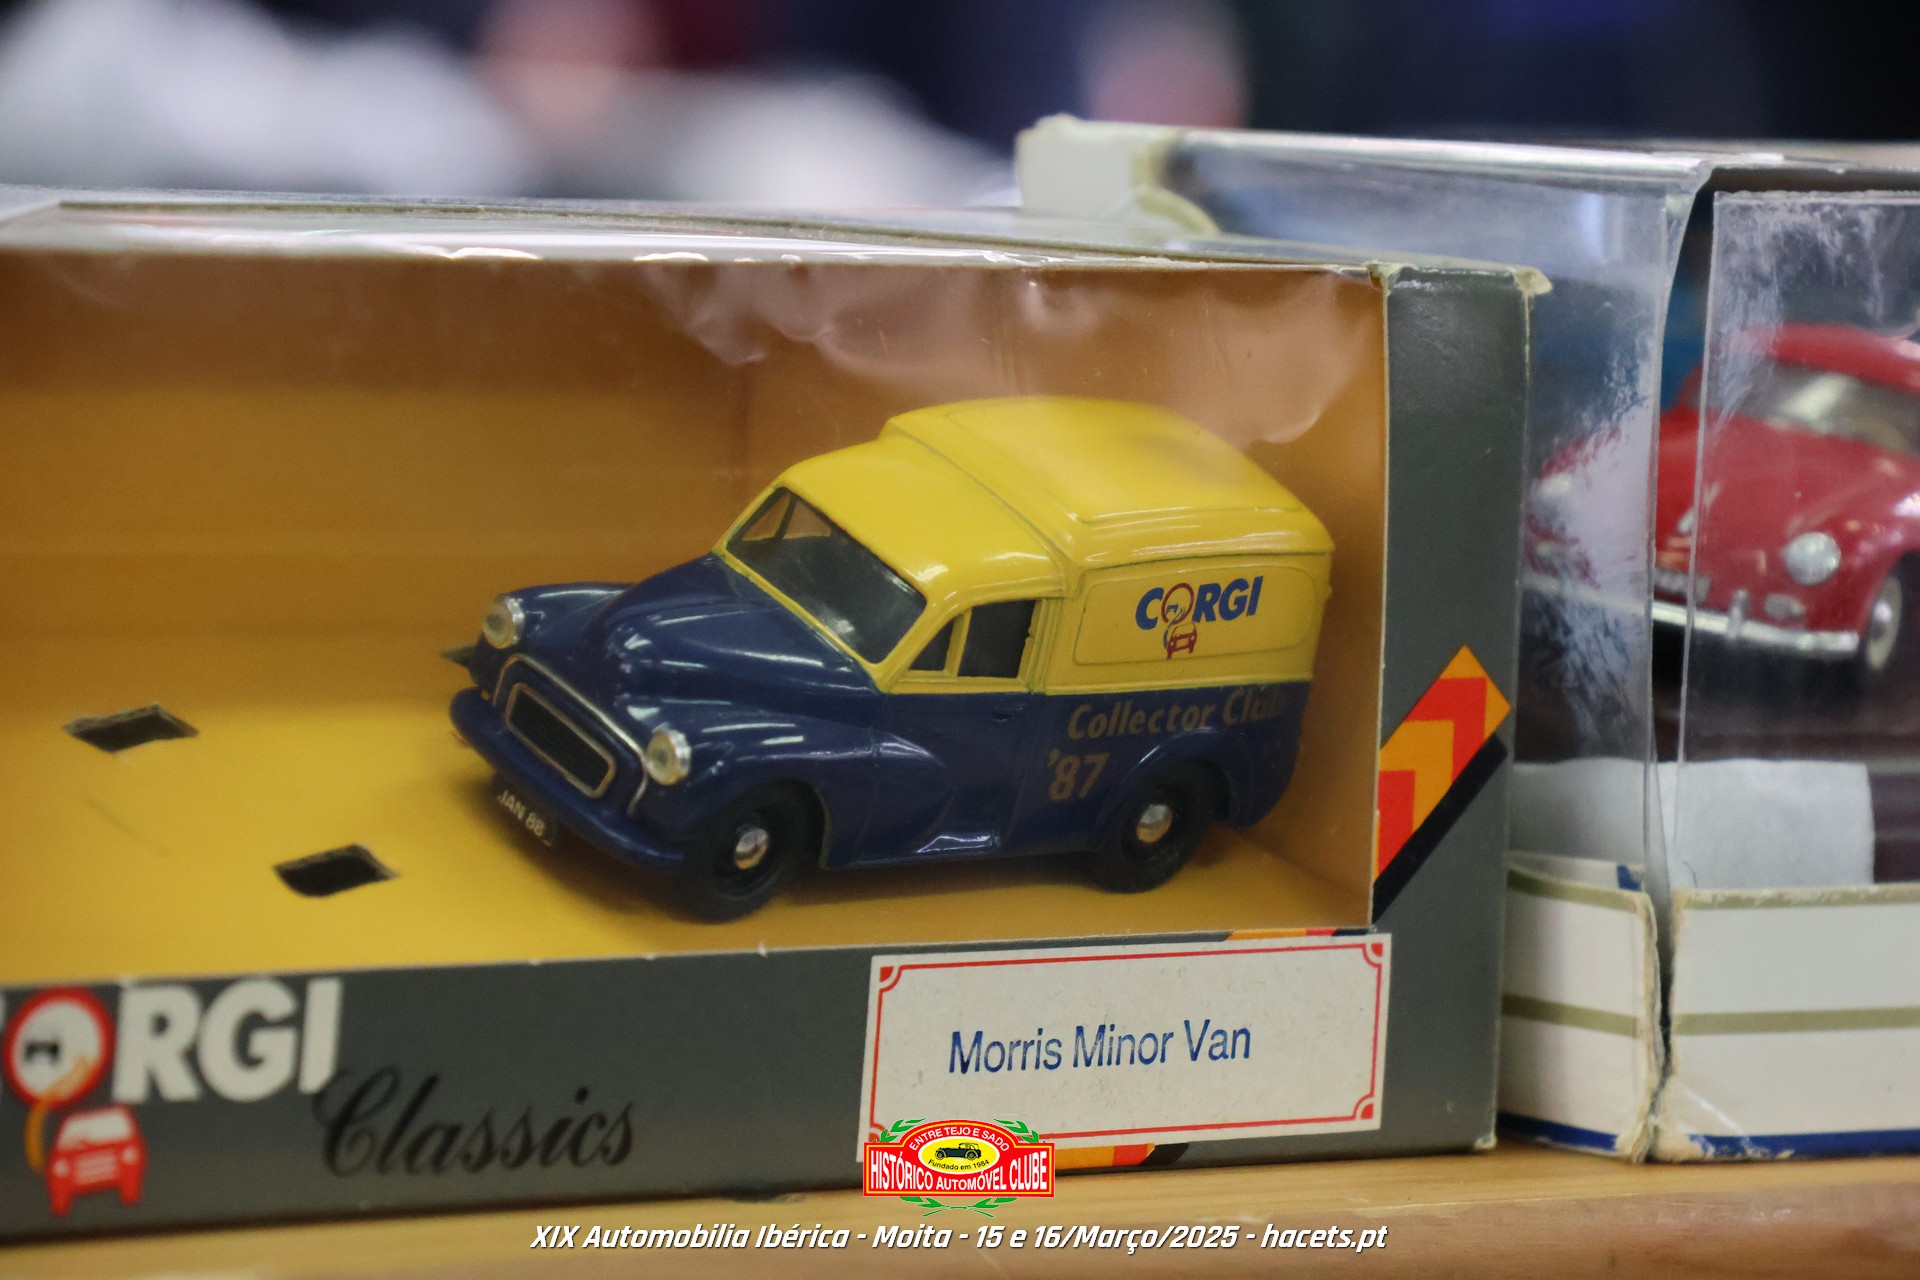 CORGI
Collector Club
'87
JAN 88
CORGI
Classics
Morris Minor Van
ENTRE TEJO E SADO
Fundado em 1984
HISTÓRICO AUTOMÓVEL CLUBE
XIX Automobilia Ibérica - Moita - 15 e 16/Março/2025 - hacets.pt